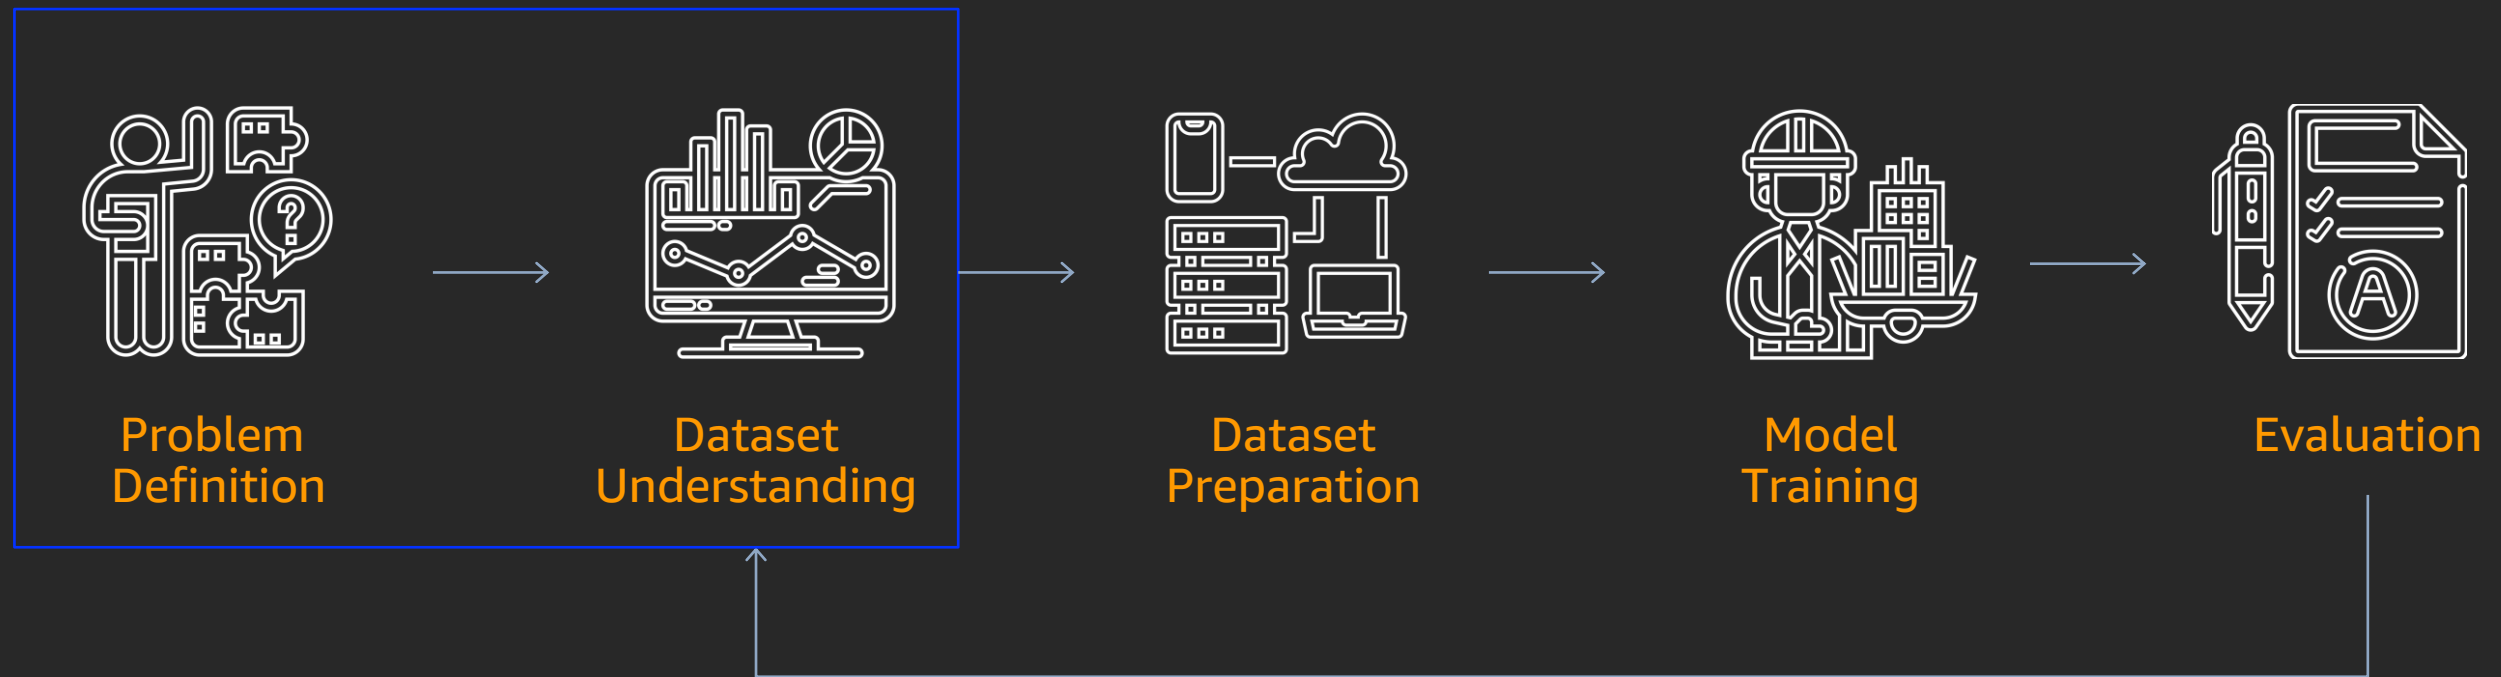 Problem
Definition
Dataset
Understanding
Dataset
Preparation
Model
Training
Evaluation